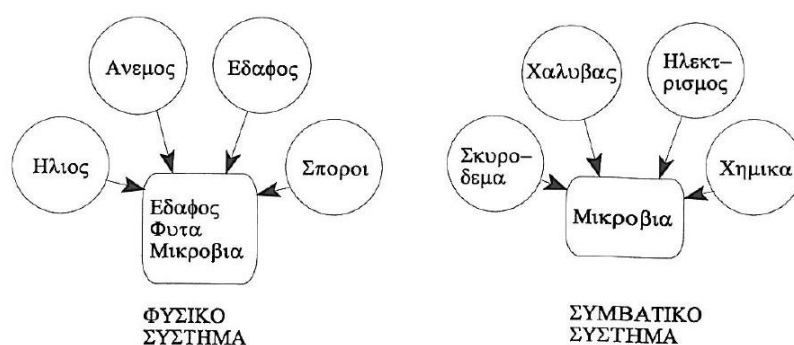 Ανεμος
Εδαφος
Ηλιος
Σποροι
Εδαφος
Φυτα
Μικροβια
ΦΥΣΙΚΟ
ΣΥΣΤΗΜΑ
Χαλυβας
Ηλεκτ-
ρισμος
Σκυρο-
δεμα
Χημικα
Μικροβια
ΣΥΜΒΑΤΙΚΟ
ΣΥΣΤΗΜΑ